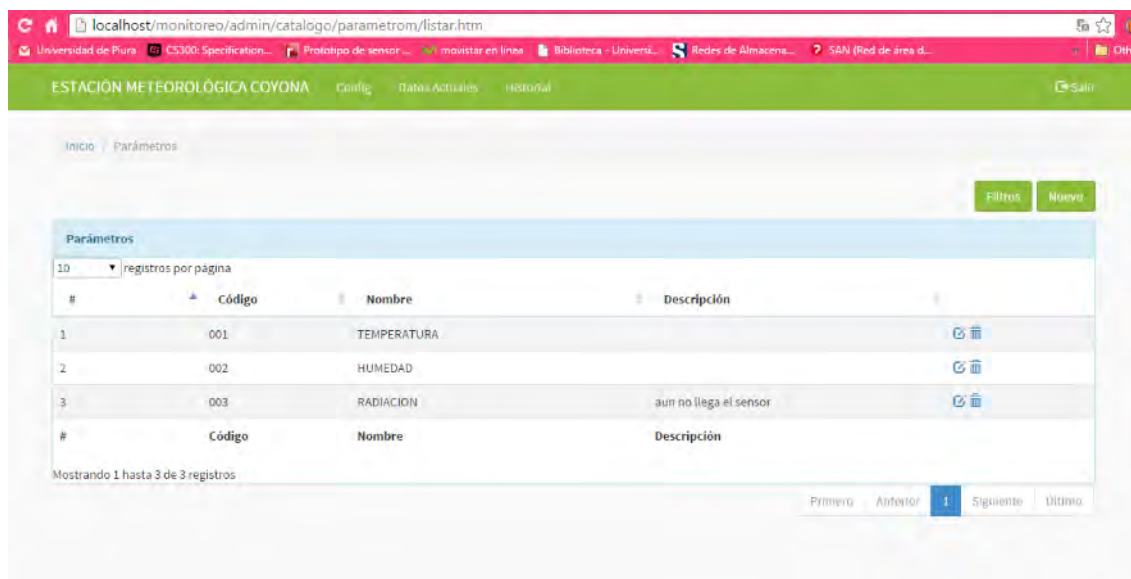 localhost/monitoreo/admin/catalogo/parametrom/listar.htm
Universidad de Piura CS300: Specification... Prototipo de sensor ... movistar en linea Biblioteca - Universi... Redes de Almacena... SAN (Red de área d... Oth
ESTACIÓN METEOROLÓGICA COYONA Config Datos Actuales Historial Salir
Inicio / Parámetros
Filtros Nuevo
Parámetros
10 registros por página
# Código Nombre Descripción
1 001 TEMPERATURA
2 002 HUMEDAD
3 003 RADIACION aun no llega el sensor
# Código Nombre Descripción
Mostrando 1 hasta 3 de 3 registros
Primero Anterior 1 Siguiente Último